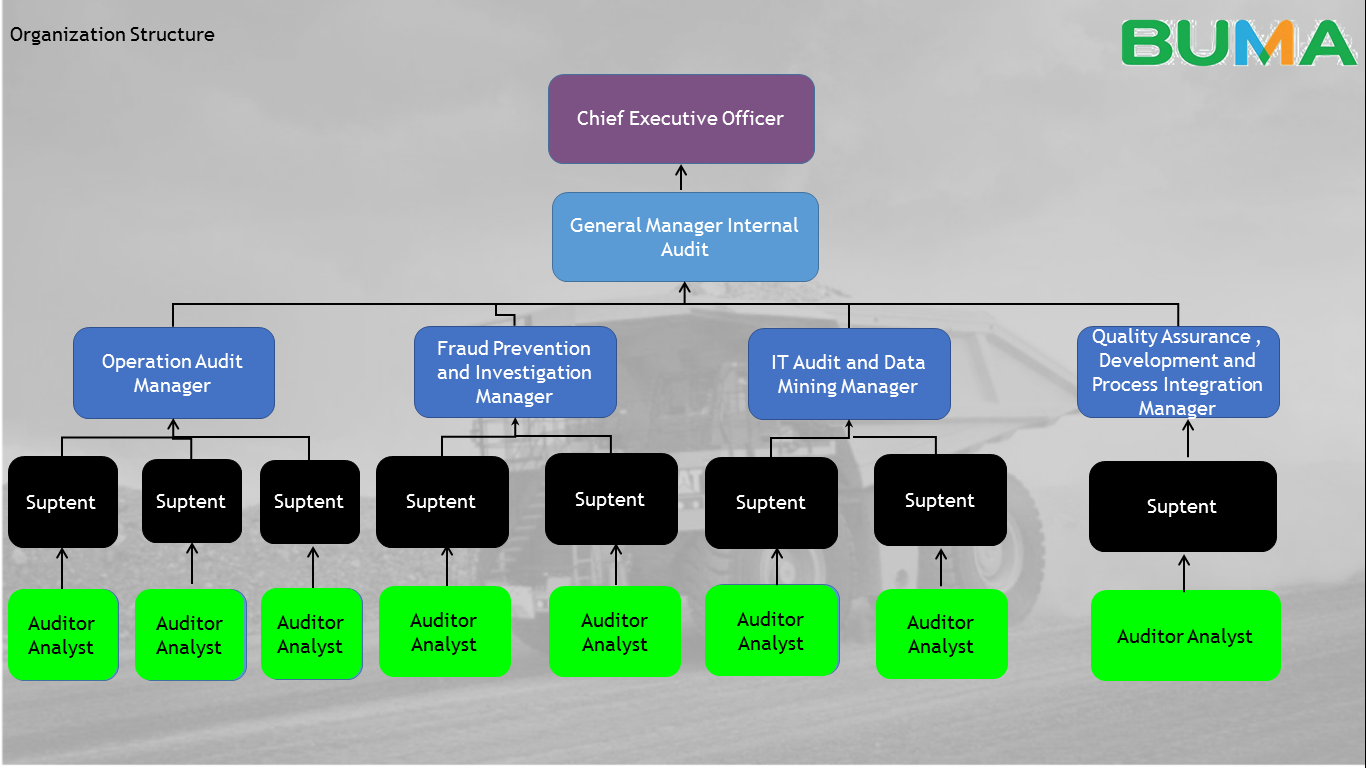 Organization Structure
BUMA
Chief Executive Officer
General Manager Internal
Audit
Operation Audit
Manager
Fraud Prevention
and Investigation
Manager
IT Audit and Data
Mining Manager
Quality Assurance ,
Development and
Process Integration
Manager
Suptent
Suptent
Suptent
Suptent
Suptent
Suptent
Suptent
Suptent
Auditor
Analyst
Auditor
Analyst
Auditor
Analyst
Auditor
Analyst
Auditor
Analyst
Auditor
Analyst
Auditor
Analyst
Auditor Analyst